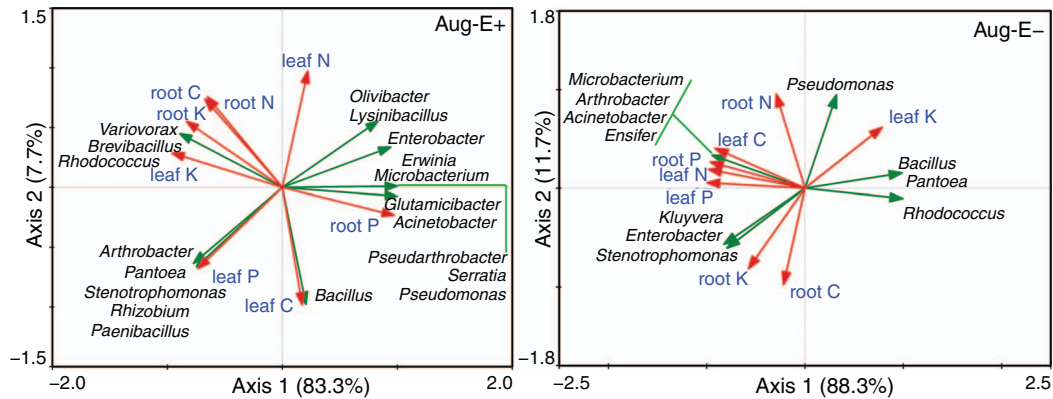 1.5
Aug-E+
leaf N
root C
root N
root K
Olivibacter
Lysinibacillus
Variovorax
Brevibacillus
Rhodococcus
leaf K
Enterobacter
Erwinia
Microbacterium
Glutamicibacter
root P
Acinetobacter
Arthrobacter
Pantoea
leaf P
Stenotrophomonas
Rhizobium
Paenibacillus
leaf C
Bacillus
Pseudarthrobacter
Serratia
Pseudomonas
Axis 2 (7.7%)
−1.5
−2.0
Axis 1 (83.3%)
2.0
1.8
Aug-E−
Microbacterium
Arthrobacter
Acinetobacter
Ensifer
Pseudomonas
root N
leaf K
leaf C
root P
leaf N
leaf P
Bacillus
Pantoea
Rhodococcus
Kluyvera
Enterobacter
Stenotrophomonas
root K
root C
Axis 2 (11.7%)
−1.8
−2.5
Axis 1 (88.3%)
2.5